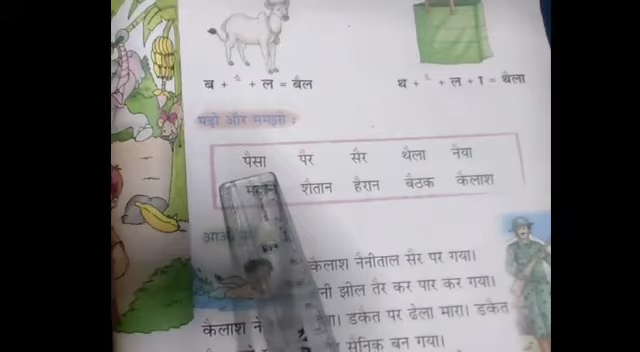 ब + ै + ल = बैल
थ + ै + ल + ा = थैला
पढ़ो और समझो :
पैसा पैर सैर थैला नैया
शैतान हैरान बैठक कैलाश
कैलाश नैनीताल सैर पर गया।
झील तैर कर पार कर गया।
कैलाश ने डकैत पर ढेला मारा। डकैत
सैनिक बन गया।